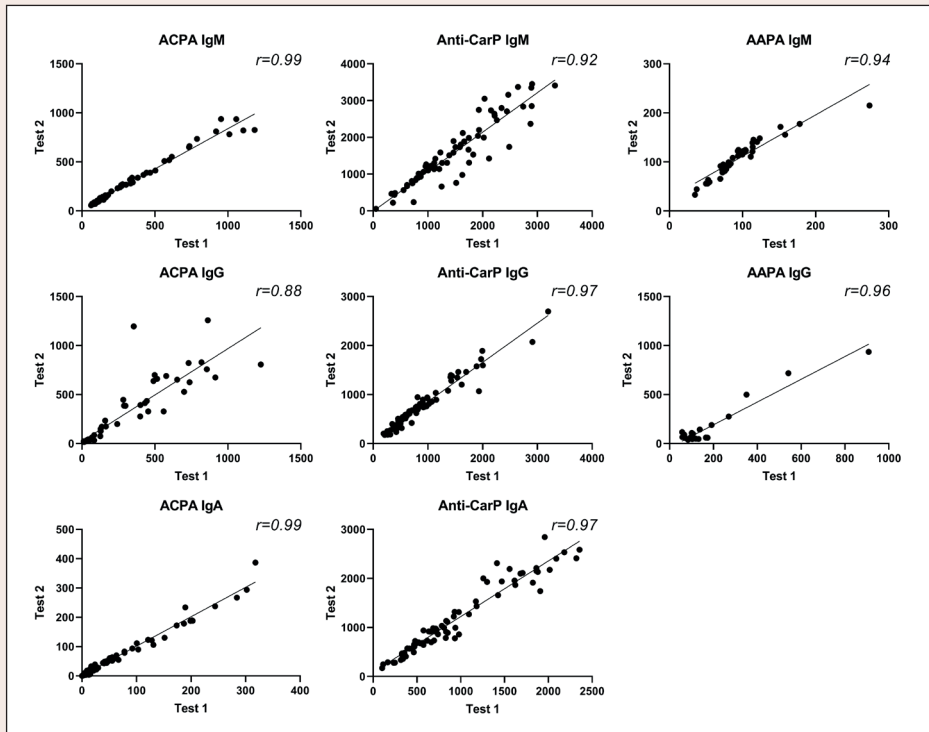 ACPA IgM
r=0.99
Test 2
1500
1000
500
0
0 500 1000 1500
Test 1
Anti-CarP IgM
r=0.92
Test 2
4000
3000
2000
1000
0
0 1000 2000 3000 4000
Test 1
AAPA IgM
r=0.94
Test 2
300
200
100
0
0 100 200 300
Test 1
ACPA IgG
r=0.88
Test 2
1500
1000
500
0
0 500 1000 1500
Test 1
Anti-CarP IgG
r=0.97
Test 2
3000
2000
1000
0
0 1000 2000 3000 4000
Test 1
AAPA IgG
r=0.96
Test 2
1500
1000
500
0
0 200 400 600 800 1000
Test 1
ACPA IgA
r=0.99
Test 2
500
400
300
200
100
0
0 100 200 300 400
Test 1
Anti-CarP IgA
r=0.97
Test 2
3000
2000
1000
0
0 500 1000 1500 2000 2500
Test 1